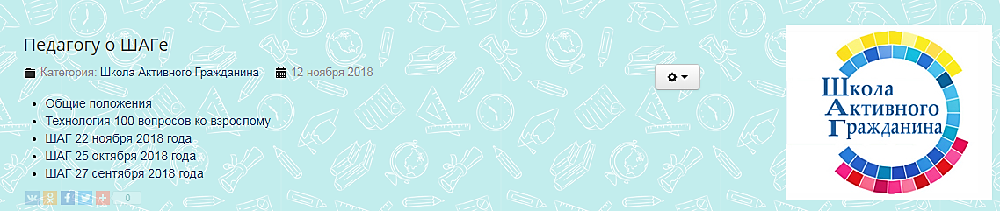 Педагогу о ШАГе
Категория: Школа Активного Гражданина 12 ноября 2018
Общие положения
Технология 100 вопросов ко взрослому
ШАГ 22 ноября 2018 года
ШАГ 25 октября 2018 года
ШАГ 27 сентября 2018 года
0
Школа
Активного
Гражданина